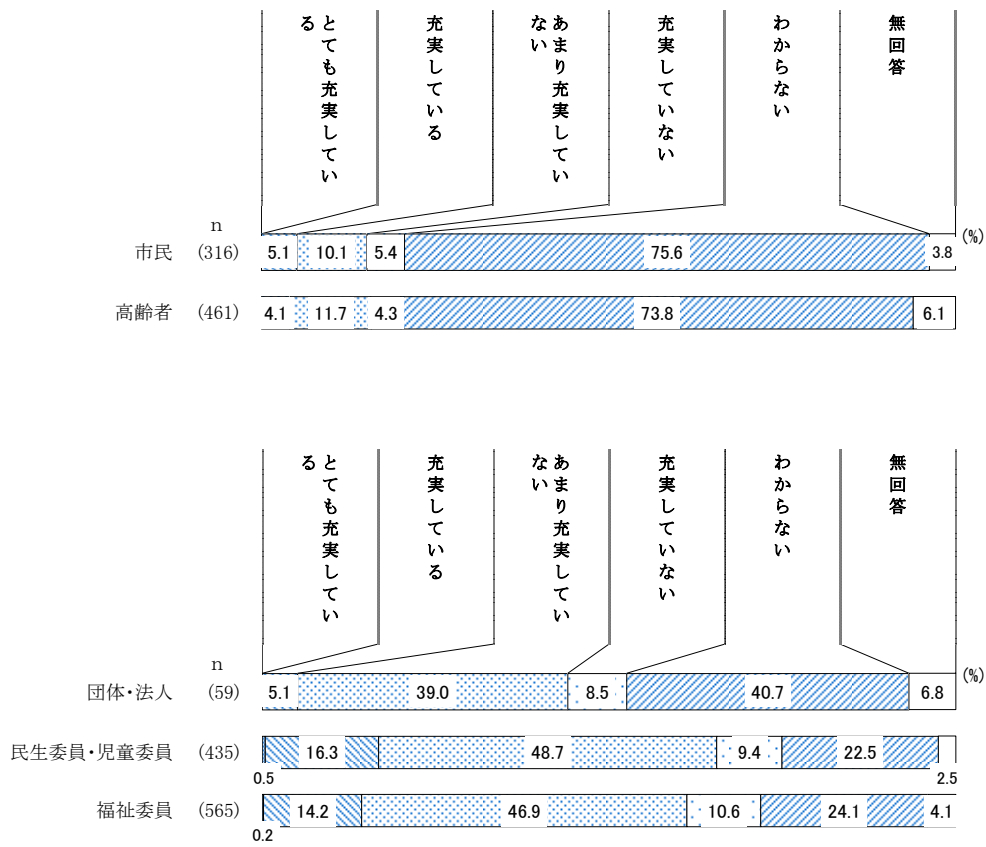 とても充実している
充実している
あまり充実していない
充実していない
わからない
無回答
n
(%)
市民 (316) 5.1 10.1 5.4 75.6 3.8
高齢者 (461) 4.1 11.7 4.3 73.8 6.1
とても充実している
充実している
あまり充実していない
充実していない
わからない
無回答
n
(%)
団体・法人 (59) 5.1 39.0 8.5 40.7 6.8
民生委員・児童委員 (435) 16.3 48.7 9.4 22.5
0.5 2.5
福祉委員 (565) 14.2 46.9 10.6 24.1 4.1
0.2